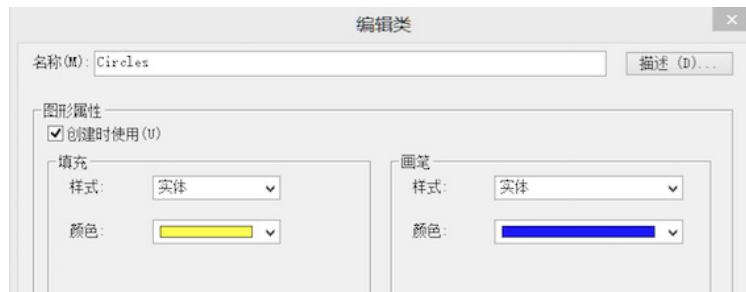 编辑类
名称(M): Circles 描述 (D)...
图形属性
创建时使用(U)
填充 画笔
样式: 实体 样式: 实体
颜色: 颜色: